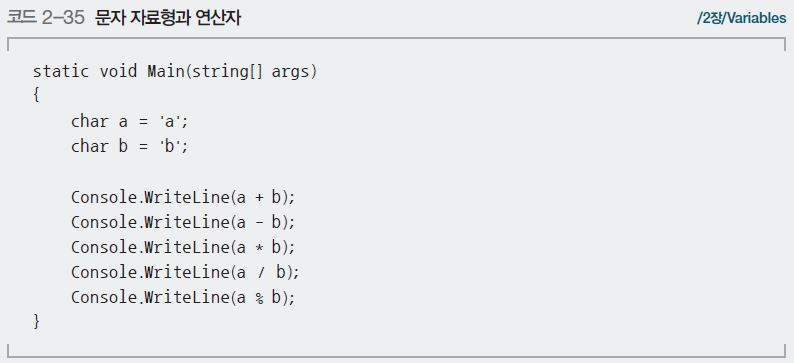 코드 2-35 문자 자료형과 연산자 /2장/Variables
static void Main(string[] args)
{
    char a = 'a';
    char b = 'b';

    Console.WriteLine(a + b);
    Console.WriteLine(a - b);
    Console.WriteLine(a * b);
    Console.WriteLine(a / b);
    Console.WriteLine(a % b);
}